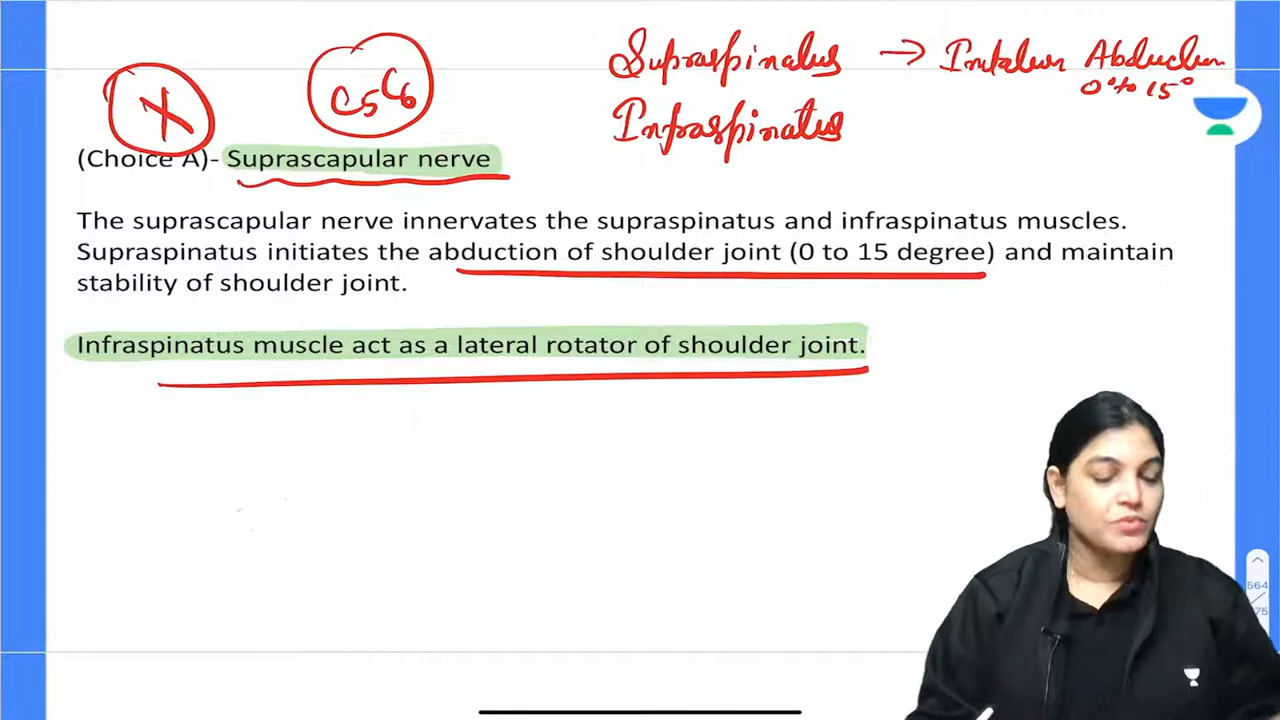 Supraspinatus → Initiation Abduction
0° to 15°
Infraspinatus
X
C5 C6
(Choice A)- Suprascapular nerve
The suprascapular nerve innervates the supraspinatus and infraspinatus muscles.
Supraspinatus initiates the abduction of shoulder joint (0 to 15 degree) and maintain
stability of shoulder joint.
Infraspinatus muscle act as a lateral rotator of shoulder joint.
564